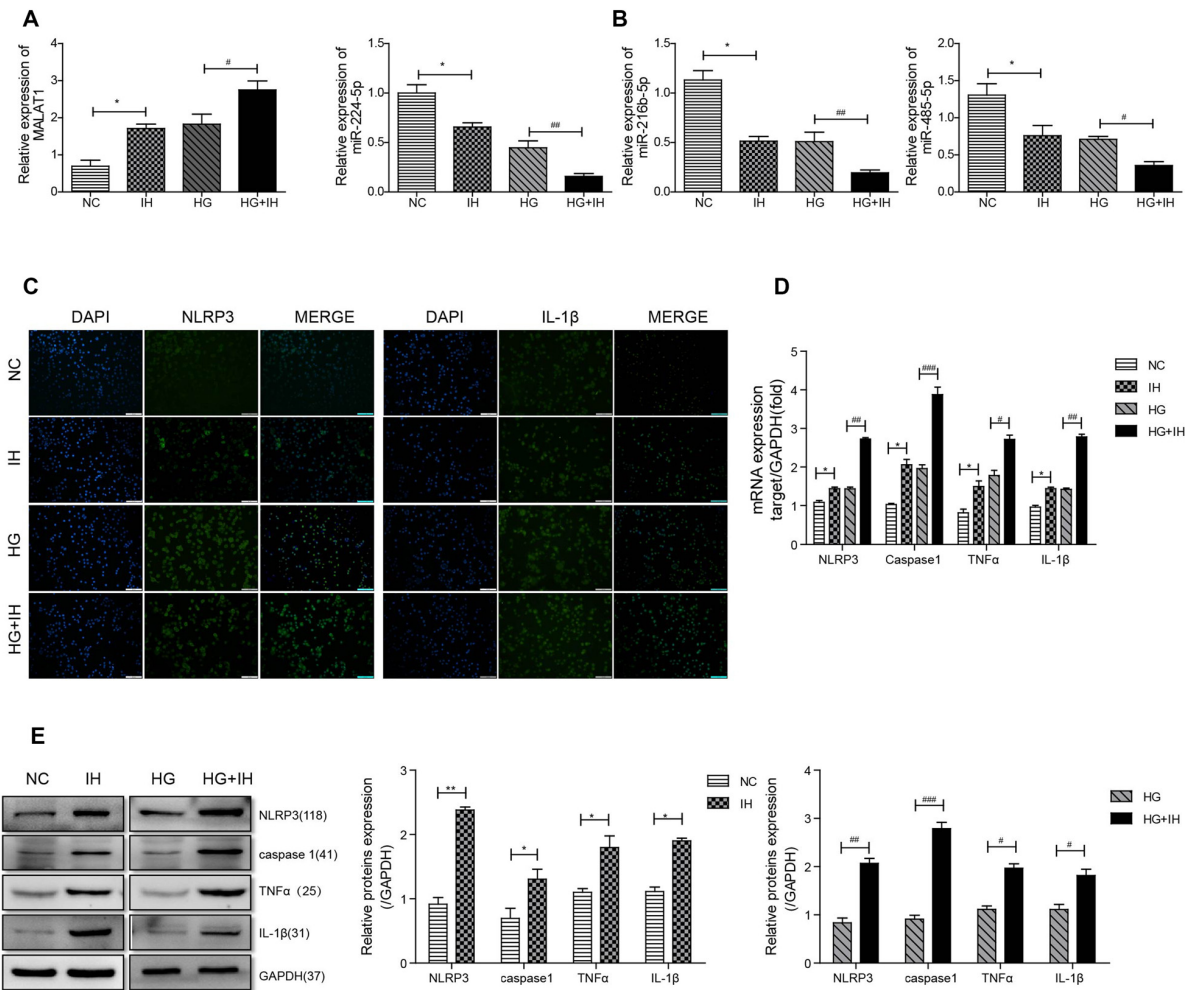 A
Relative expression of
MALAT1
4
3
2
1
0
*
#
NC IH HG HG+IH
Relative expression of
miR-224-5p
1.5
1.0
0.5
0.0
*
##
NC IH HG HG+IH
B
Relative expression of
miR-216b-5p
1.5
1.0
0.5
0.0
*
##
NC IH HG HG+IH
Relative expression of
miR-485-5p
2.0
1.5
1.0
0.5
0.0
*
#
NC IH HG HG+IH
C
DAPI NLRP3 MERGE DAPI IL-1β MERGE
NC
IH
HG
HG+IH
D
mRNA expression
target/GAPDH(fold)
5
4
3
2
1
0
* ## * ### * # * ##
NLRP3 Caspase1 TNFα IL-1β
NC
IH
HG
HG+IH
E
NC IH HG HG+IH
NLRP3(118)
caspase 1(41)
TNFα (25)
IL-1β(31)
GAPDH(37)
Relative proteins expression
(/GAPDH)
3
2
1
0
** * * *
NLRP3 caspase1 TNFα IL-1β
NC
IH
Relative proteins expression
(/GAPDH)
4
3
2
1
0
## ### # #
NLRP3 caspase1 TNFα IL-1β
HG
HG+IH